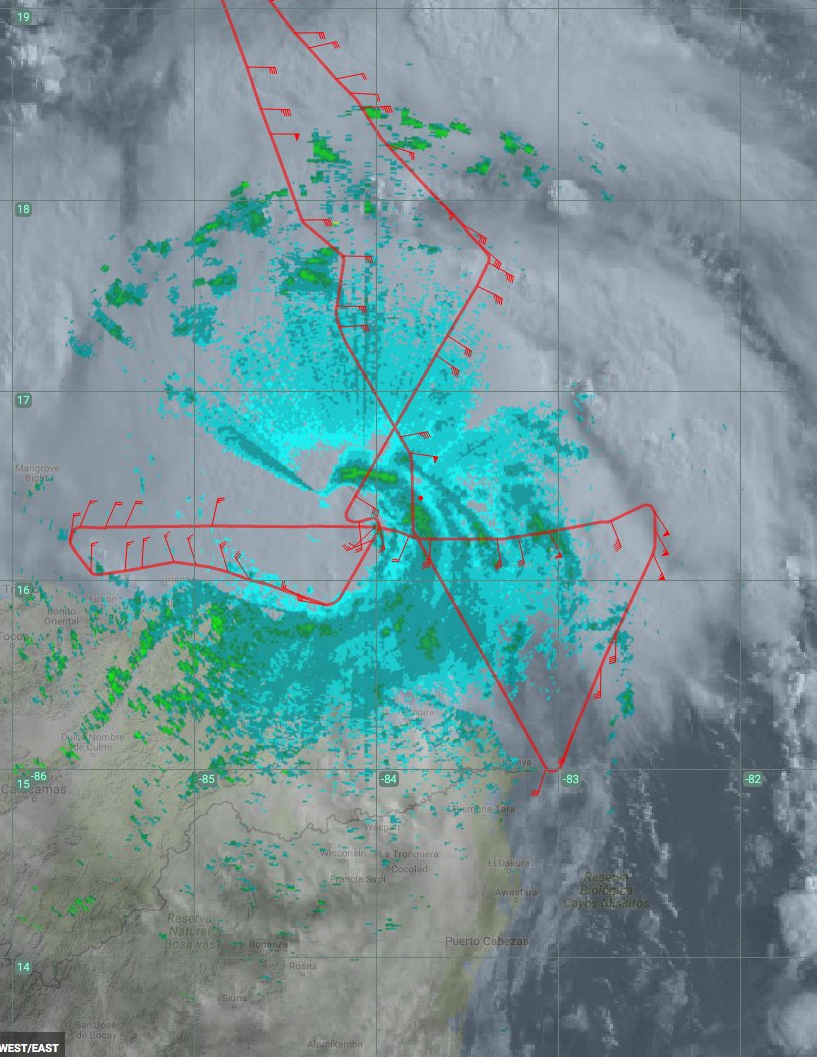 19
18
17
Mangrove
Bight
16
Iriona
Limon
Bonito
Oriental
Dulce Nombre
de Culmi
15
-86
-85
-84
-83
-82
Catacamas
Waspan
Wisconsin
La Tronquera
Cocolad
Francia Sirpi
Li Dakura
Awastara
Reserva
Biológica
Cayos Miskitos
Reserva
Natural
Bosawas
Bonanza
Puerto Cabezas
14
Rosita
Siuna
San José
de Bocay
Alamikamba
WEST/EAST